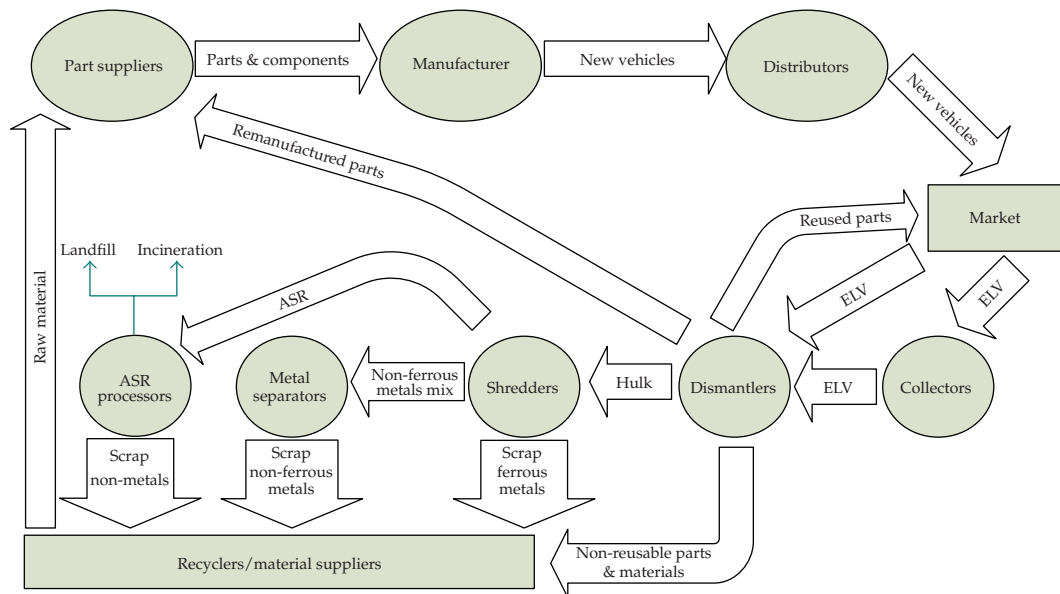 Part suppliers
Parts & components
Manufacturer
New vehicles
Distributors
New vehicles
Remanufactured parts
Reused parts
Market
Landfill
Incineration
ELV
ELV
ASR
Raw material
ASR
processors
Metal
separators
Non-ferrous
metals mix
Shredders
Hulk
Dismantlers
ELV
Collectors
Scrap
non-metals
Scrap
non-ferrous
metals
Scrap
ferrous
metals
Recyclers/material suppliers
Non-reusable parts
& materials